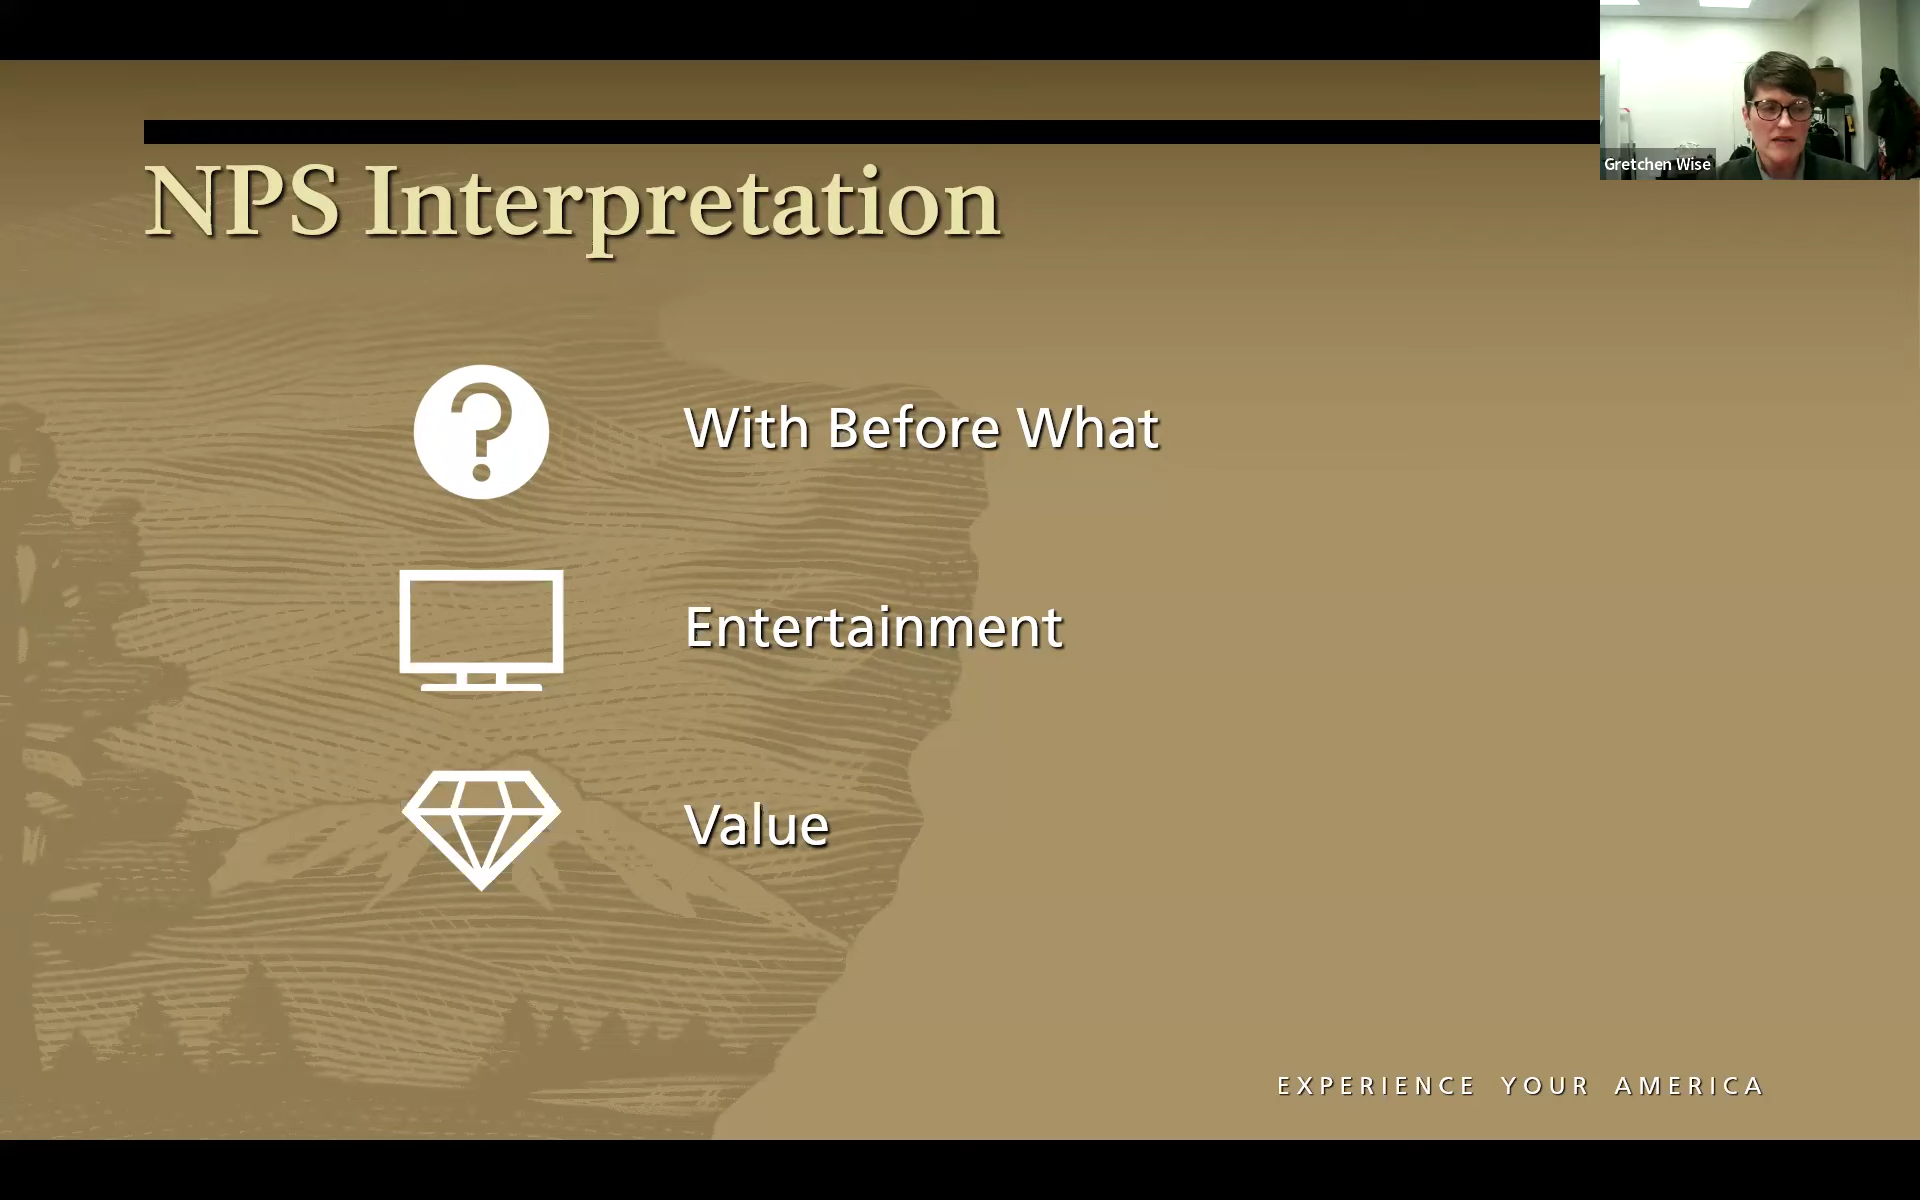 Gretchen Wise
NPS Interpretation
With Before What
Entertainment
Value
EXPERIENCE YOUR AMERICA